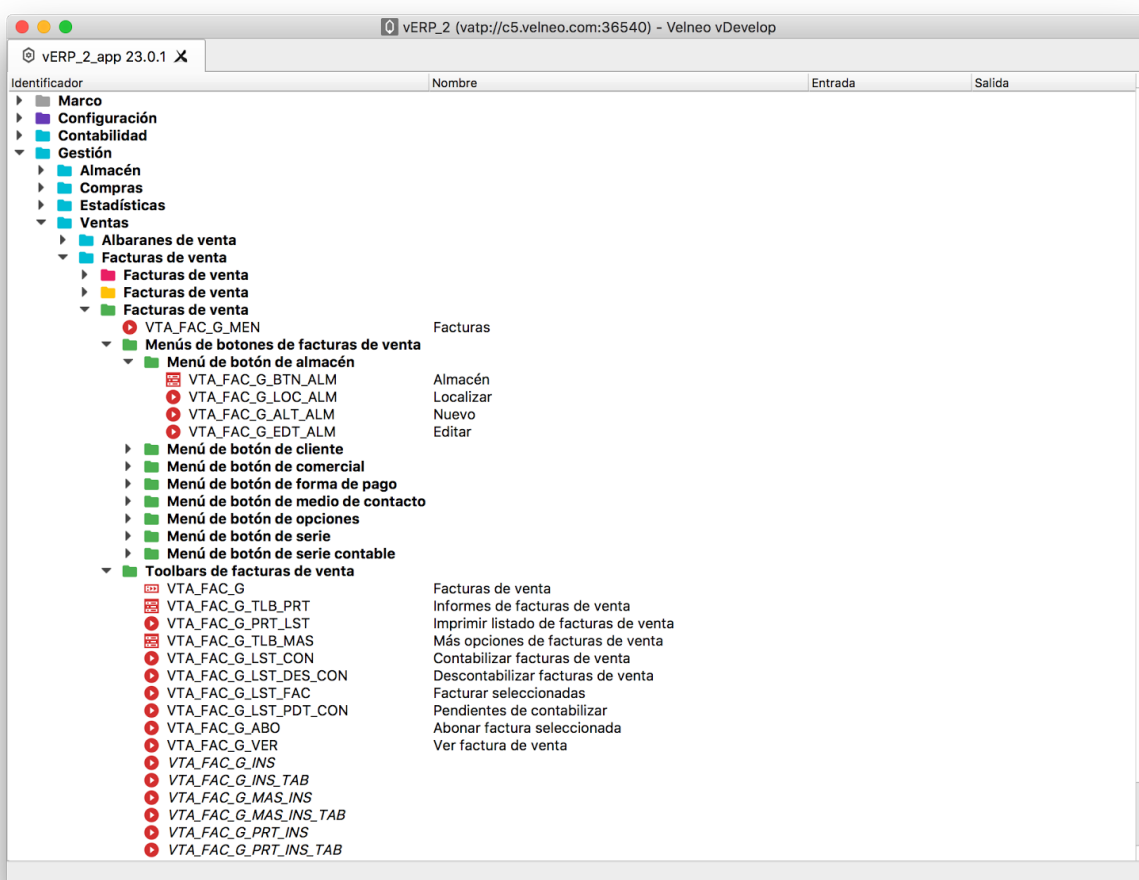 vERP_2 (vatp://c5.velneo.com:36540) - Velneo vDevelop
vERP_2_app 23.0.1
Identificador Nombre Entrada Salida
Marco
Configuración
Contabilidad
Gestión
Almacén
Compras
Estadísticas
Ventas
Albaranes de venta
Facturas de venta
Facturas de venta
Facturas de venta
Facturas de venta
VTA_FAC_G_MEN Facturas
Menús de botones de facturas de venta
Menú de botón de almacén
VTA_FAC_G_BTN_ALM Almacén
VTA_FAC_G_LOC_ALM Localizar
VTA_FAC_G_ALT_ALM Nuevo
VTA_FAC_G_EDT_ALM Editar
Menú de botón de cliente
Menú de botón de comercial
Menú de botón de forma de pago
Menú de botón de medio de contacto
Menú de botón de opciones
Menú de botón de serie
Menú de botón de serie contable
Toolbars de facturas de venta
VTA_FAC_G Facturas de venta
VTA_FAC_G_TLB_PRT Informes de facturas de venta
VTA_FAC_G_PRT_LST Imprimir listado de facturas de venta
VTA_FAC_G_TLB_MAS Más opciones de facturas de venta
VTA_FAC_G_LST_CON Contabilizar facturas de venta
VTA_FAC_G_LST_DES_CON Descontabilizar facturas de venta
VTA_FAC_G_LST_FAC Facturar seleccionadas
VTA_FAC_G_LST_PDT_CON Pendientes de contabilizar
VTA_FAC_G_ABO Abonar factura seleccionada
VTA_FAC_G_VER Ver factura de venta
VTA_FAC_G_INS
VTA_FAC_G_INS_TAB
VTA_FAC_G_MAS_INS
VTA_FAC_G_MAS_INS_TAB
VTA_FAC_G_PRT_INS
VTA_FAC_G_PRT_INS_TAB